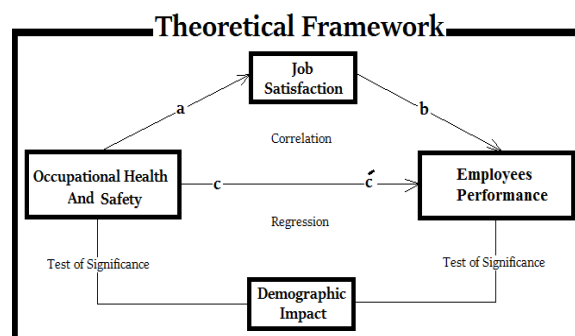 Theoretical Framework
Job
Satisfaction
a
b
Correlation
Occupational Health
And Safety
c
c´
Employees
Performance
Regression
Test of Significance
Test of Significance
Demographic
Impact